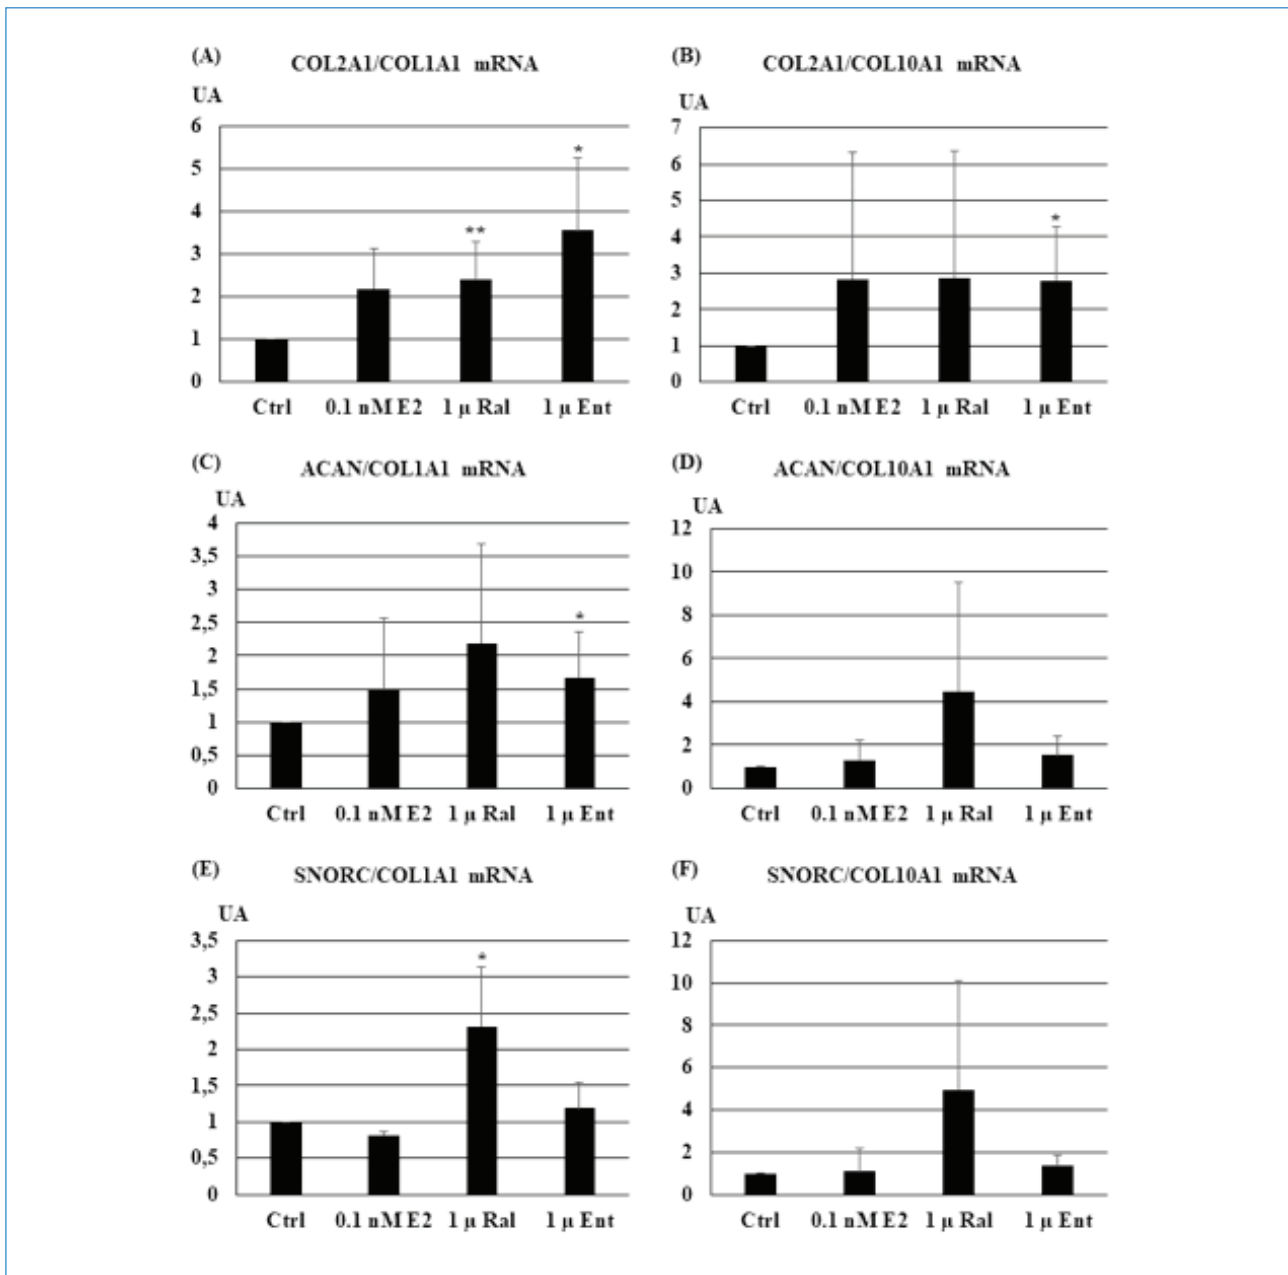 (A)
COL2A1/COL1A1 mRNA
UA
6
5
4
3
2
1
0
*
**
Ctrl 0.1 nM E2 1 µ Ral 1 µ Ent
(B)
COL2A1/COL10A1 mRNA
UA
7
6
5
4
3
2
1
0
*
Ctrl 0.1 nM E2 1 µ Ral 1 µ Ent
(C)
ACAN/COL1A1 mRNA
UA
4
3,5
3
2,5
2
1,5
1
0,5
0
*
Ctrl 0.1 nM E2 1 µ Ral 1 µ Ent
(D)
ACAN/COL10A1 mRNA
UA
12
10
8
6
4
2
0
Ctrl 0.1 nM E2 1 µ Ral 1 µ Ent
(E)
SNORC/COL1A1 mRNA
UA
3,5
3
2,5
2
1,5
1
0,5
0
*
Ctrl 0.1 nM E2 1 µ Ral 1 µ Ent
(F)
SNORC/COL10A1 mRNA
UA
12
10
8
6
4
2
0
Ctrl 0.1 nM E2 1 µ Ral 1 µ Ent